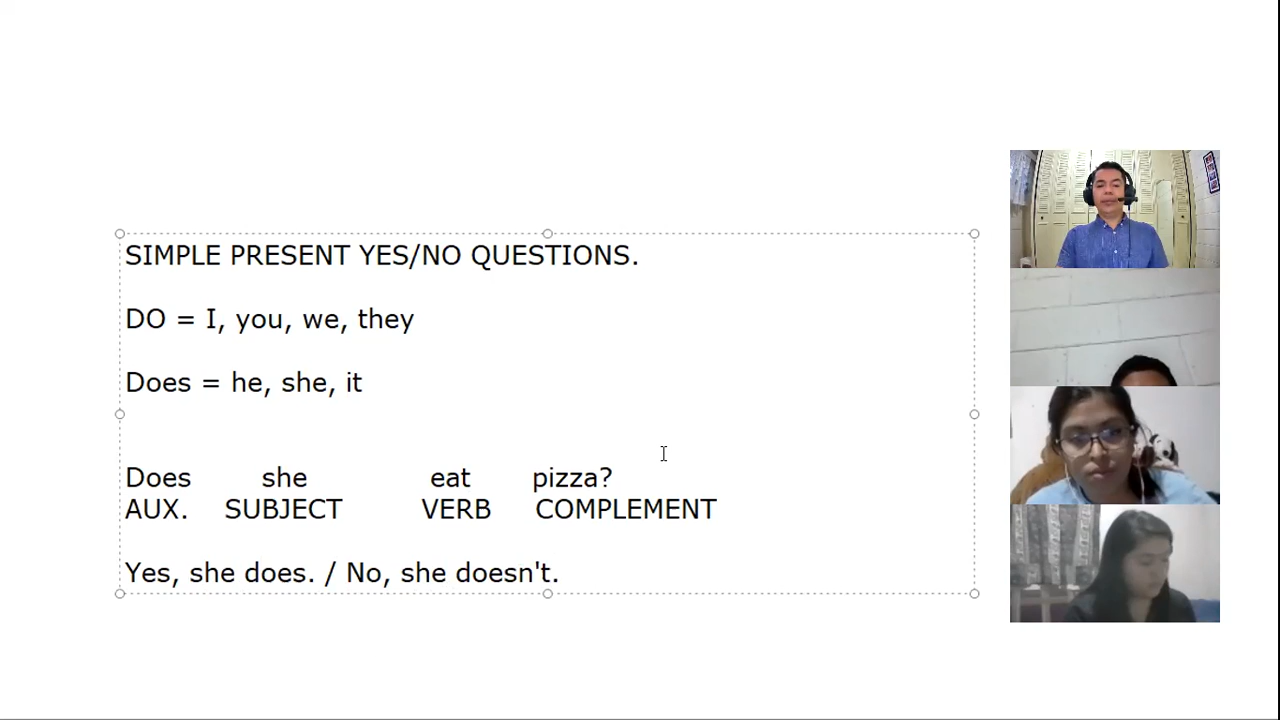 SIMPLE PRESENT YES/NO QUESTIONS.
DO = I, you, we, they
Does = he, she, it
Does she eat pizza?
AUX. SUBJECT VERB COMPLEMENT
Yes, she does. / No, she doesn't.